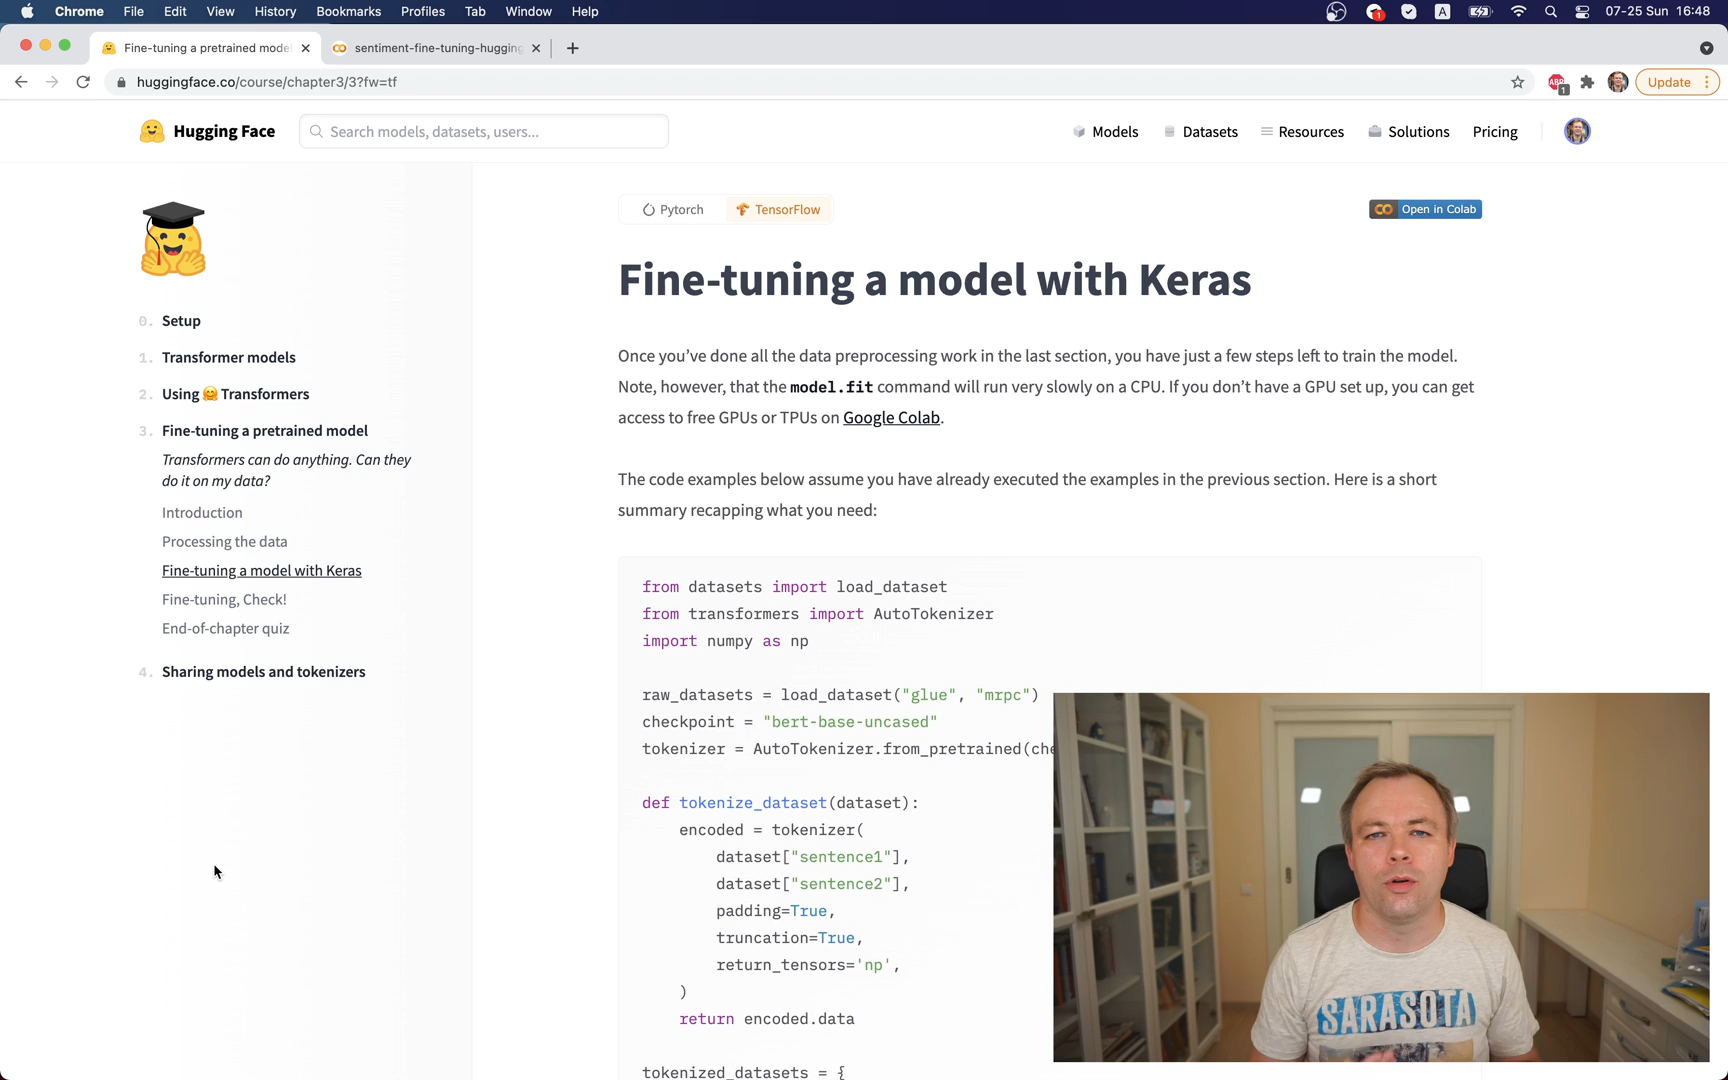 Chrome File Edit View History Bookmarks Profiles Tab Window Help
1 A 07-25 Sun 16:48
Fine-tuning a pretrained model
sentiment-fine-tuning-hugging
huggingface.co/course/chapter3/3?fw=tf
ABP 1 Update
Hugging Face
Search models, datasets, users...
Models Datasets Resources Solutions Pricing
Pytorch TensorFlow
Open in Colab
0. Setup
1. Transformer models
2. Using 🤗 Transformers
3. Fine-tuning a pretrained model
Transformers can do anything. Can they
do it on my data?
Introduction
Processing the data
Fine-tuning a model with Keras
Fine-tuning, Check!
End-of-chapter quiz
4. Sharing models and tokenizers
Fine-tuning a model with Keras
Once you’ve done all the data preprocessing work in the last section, you have just a few steps left to train the model.
Note, however, that the model.fit command will run very slowly on a CPU. If you don’t have a GPU set up, you can get
access to free GPUs or TPUs on Google Colab.
The code examples below assume you have already executed the examples in the previous section. Here is a short
summary recapping what you need:
from datasets import load_dataset
from transformers import AutoTokenizer
import numpy as np
raw_datasets = load_dataset("glue", "mrpc")
checkpoint = "bert-base-uncased"
tokenizer = AutoTokenizer.from_pretrained(che
def tokenize_dataset(dataset):
encoded = tokenizer(
dataset["sentence1"],
dataset["sentence2"],
padding=True,
truncation=True,
return_tensors='np',
)
return encoded.data
tokenized_datasets = {
SARASOTA